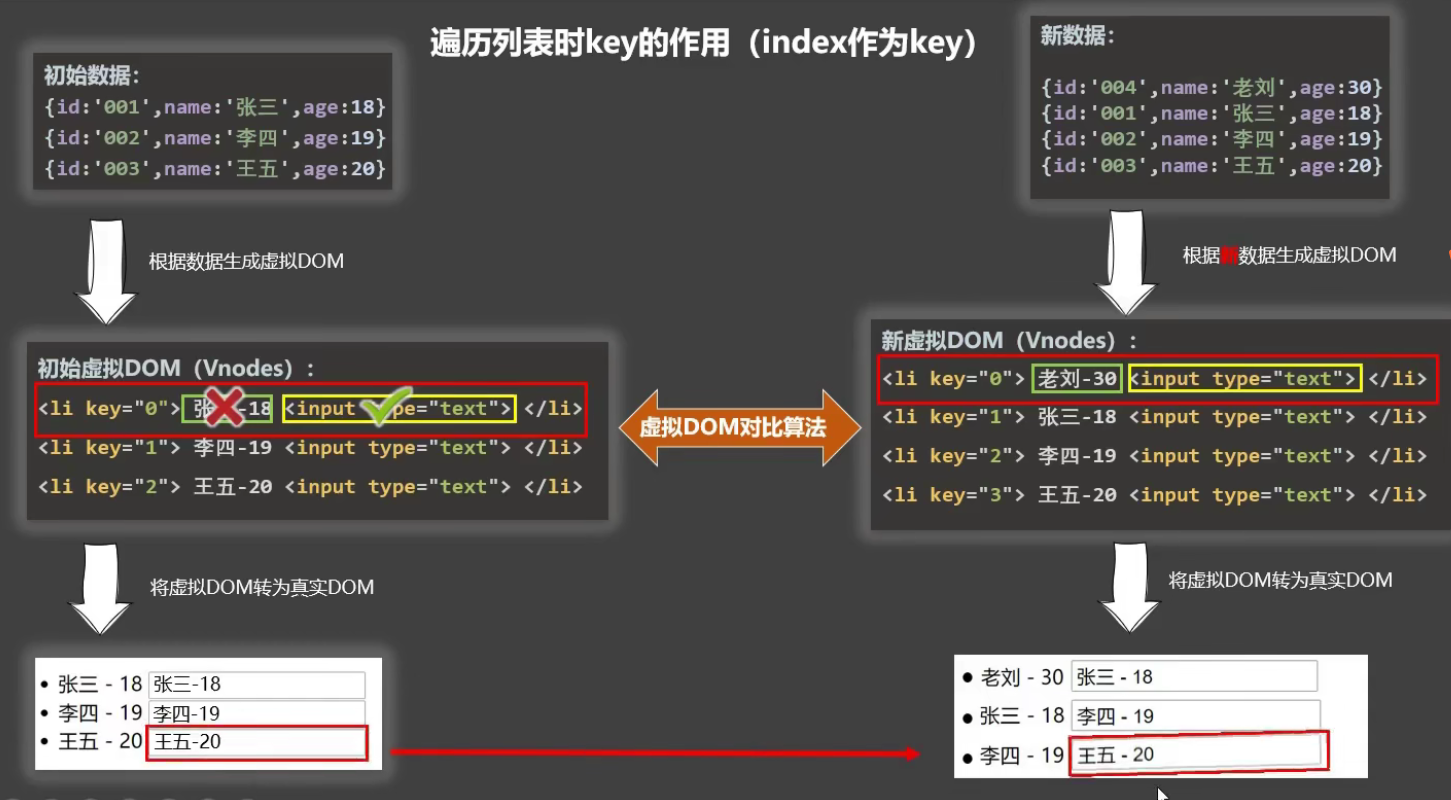 遍历列表时key的作用（index作为key）
初始数据：
{id:'001',name:'张三',age:18}
{id:'002',name:'李四',age:19}
{id:'003',name:'王五',age:20}
根据数据生成虚拟DOM
初始虚拟DOM（Vnodes）：
<li key="0"> 张三-18 <input type="text"> </li>
<li key="1"> 李四-19 <input type="text"> </li>
<li key="2"> 王五-20 <input type="text"> </li>
将虚拟DOM转为真实DOM
• 张三 - 18 张三-18
• 李四 - 19 李四-19
• 王五 - 20 王五-20
虚拟DOM对比算法
新数据：
{id:'004',name:'老刘',age:30}
{id:'001',name:'张三',age:18}
{id:'002',name:'李四',age:19}
{id:'003',name:'王五',age:20}
根据新数据生成虚拟DOM
新虚拟DOM（Vnodes）：
<li key="0"> 老刘-30 <input type="text"> </li>
<li key="1"> 张三-18 <input type="text"> </li>
<li key="2"> 李四-19 <input type="text"> </li>
<li key="3"> 王五-20 <input type="text"> </li>
将虚拟DOM转为真实DOM
• 老刘 - 30 张三 - 18
• 张三 - 18 李四 - 19
• 李四 - 19 王五 - 20